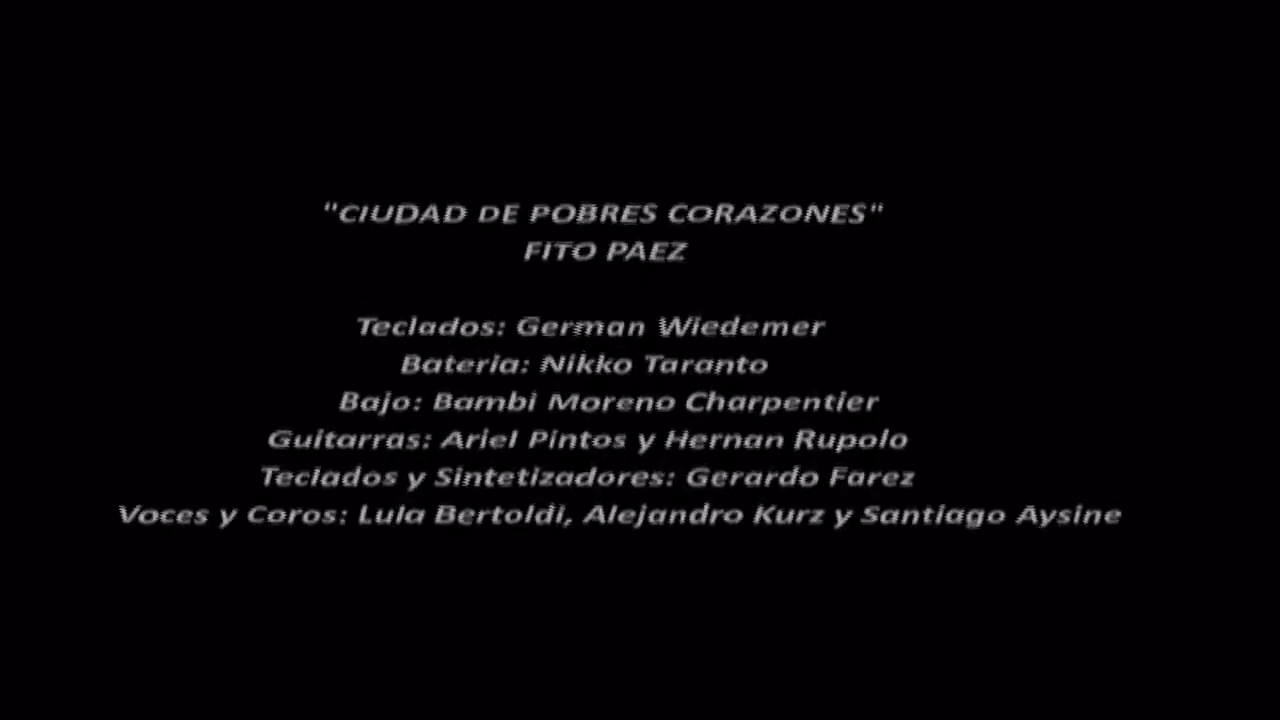 "CIUDAD DE POBRES CORAZONES"
FITO PAEZ
Teclados: German Wiedemer
Bateria: Nikko Taranto
Bajo: Bambi Moreno Charpentier
Guitarras: Ariel Pintos y Hernan Rupolo
Teclados y Sintetizadores: Gerardo Farez
Voces y Coros: Lula Bertoldi, Alejandro Kurz y Santiago Aysine